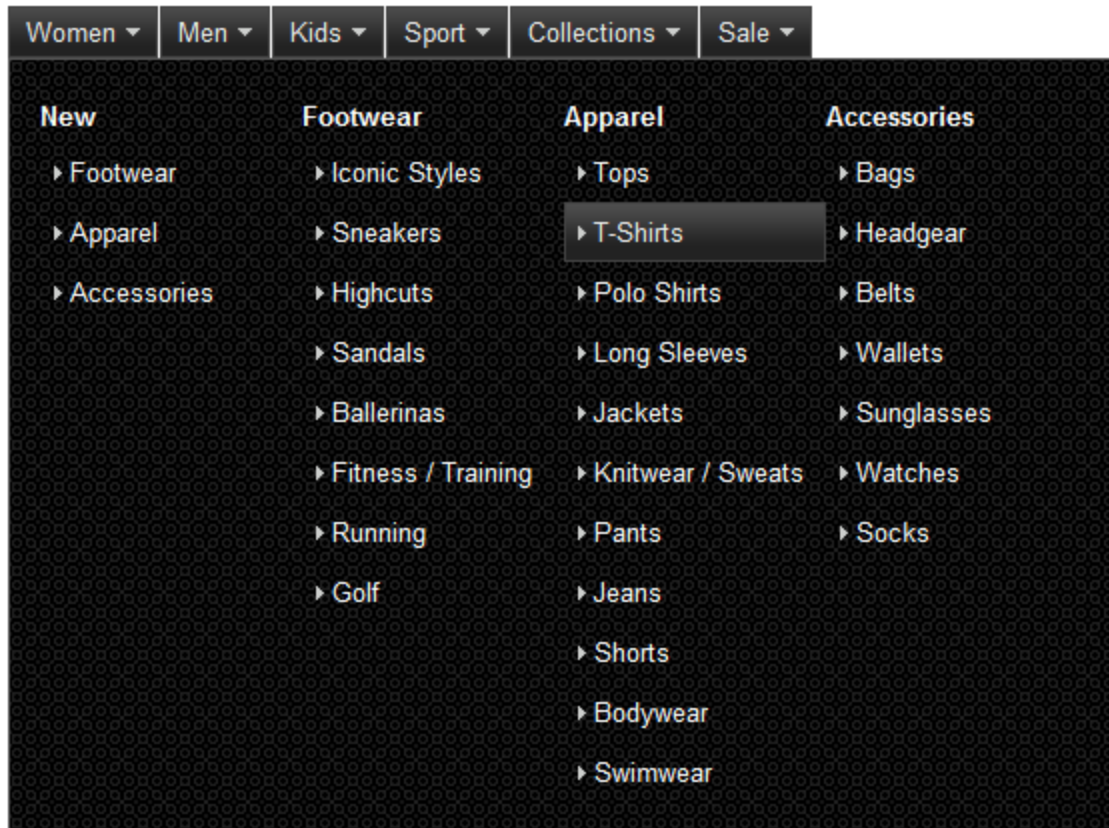 Women
Men
Kids
Sport
Collections
Sale
New
Footwear
Apparel
Accessories
Footwear
Iconic Styles
Sneakers
Highcuts
Sandals
Ballerinas
Fitness / Training
Running
Golf
Apparel
Tops
T-Shirts
Polo Shirts
Long Sleeves
Jackets
Knitwear / Sweats
Pants
Jeans
Shorts
Bodywear
Swimwear
Accessories
Bags
Headgear
Belts
Wallets
Sunglasses
Watches
Socks